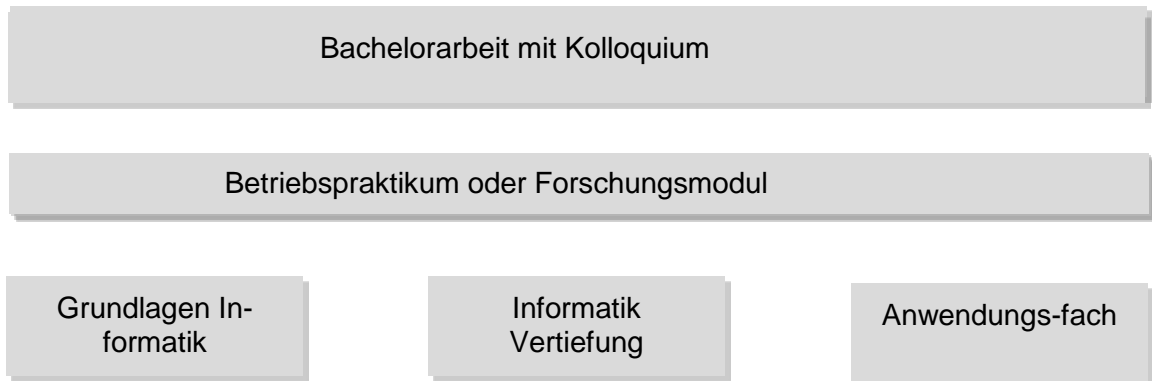 Bachelorarbeit mit Kolloquium
Betriebspraktikum oder Forschungsmodul
Grundlagen In-
formatik
Informatik
Vertiefung
Anwendungs-fach